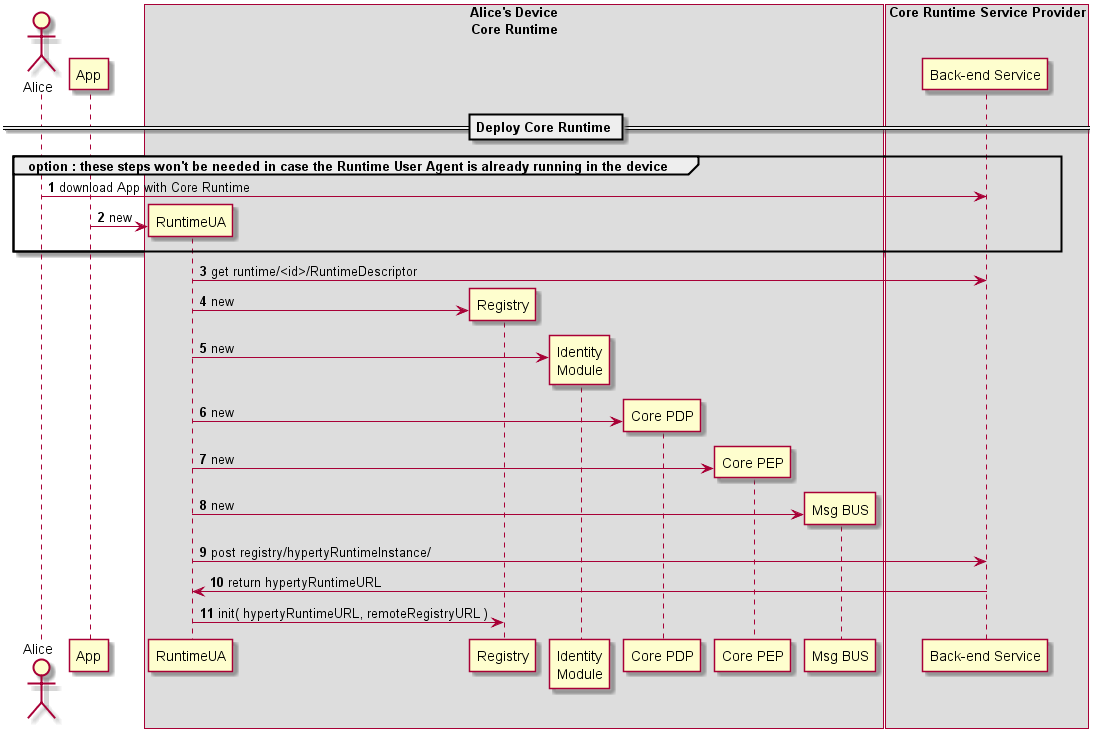 Alice's Device
Core Runtime
Core Runtime Service Provider
Alice
App
Back-end Service
Deploy Core Runtime
option : these steps won't be needed in case the Runtime User Agent is already running in the device
1 download App with Core Runtime
2 new
RuntimeUA
3 get runtime/<id>/RuntimeDescriptor
4 new
Registry
5 new
Identity
Module
6 new
Core PDP
7 new
Core PEP
8 new
Msg BUS
9 post registry/hypertyRuntimeInstance/
10 return hypertyRuntimeURL
11 init( hypertyRuntimeURL, remoteRegistryURL )
Alice
App
RuntimeUA
Registry
Identity
Module
Core PDP
Core PEP
Msg BUS
Back-end Service